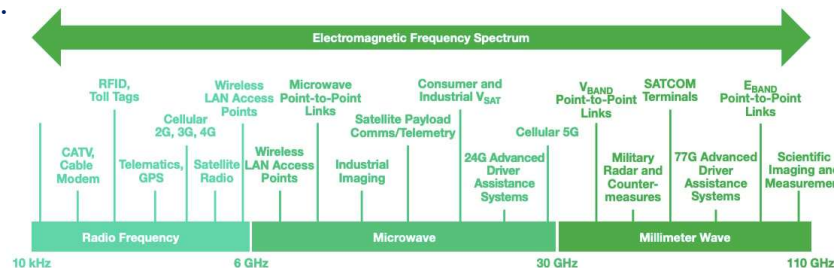 Electromagnetic Frequency Spectrum
RFID,
Toll Tags
Wireless
LAN Access
Points
Microwave
Point-to-Point
Links
Consumer and
Industrial VSAT
VBAND
Point-to-Point
Links
SATCOM
Terminals
EBAND
Point-to-Point
Links
Cellular
2G, 3G, 4G
Satellite Payload
Comms/Telemetry
Cellular 5G
CATV,
Cable
Modem
Telematics,
GPS
Satellite
Radio
Wireless
LAN Access
Points
Industrial
Imaging
24G Advanced
Driver
Assistance
Systems
Military
Radar and
Counter-
measures
77G Advanced
Driver
Assistance
Systems
Scientific
Imaging and
Measuremen
Radio Frequency
Microwave
Millimeter Wave
10 kHz
6 GHz
30 GHz
110 GHz